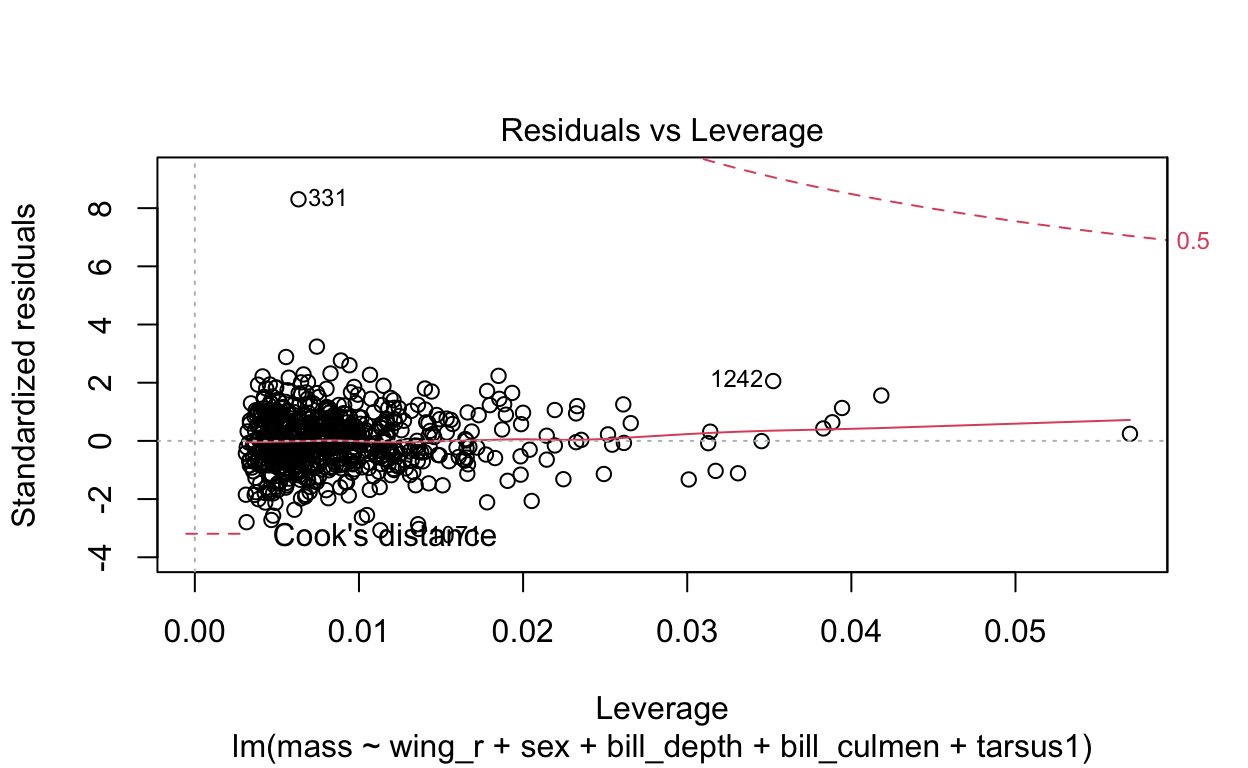 Residuals vs Leverage
Standardized residuals
8
6
4
2
0
-2
-4
331
0.5
1242
1071
Cook's distance
0.00 0.01 0.02 0.03 0.04 0.05
Leverage
lm(mass ~ wing_r + sex + bill_depth + bill_culmen + tarsus1)